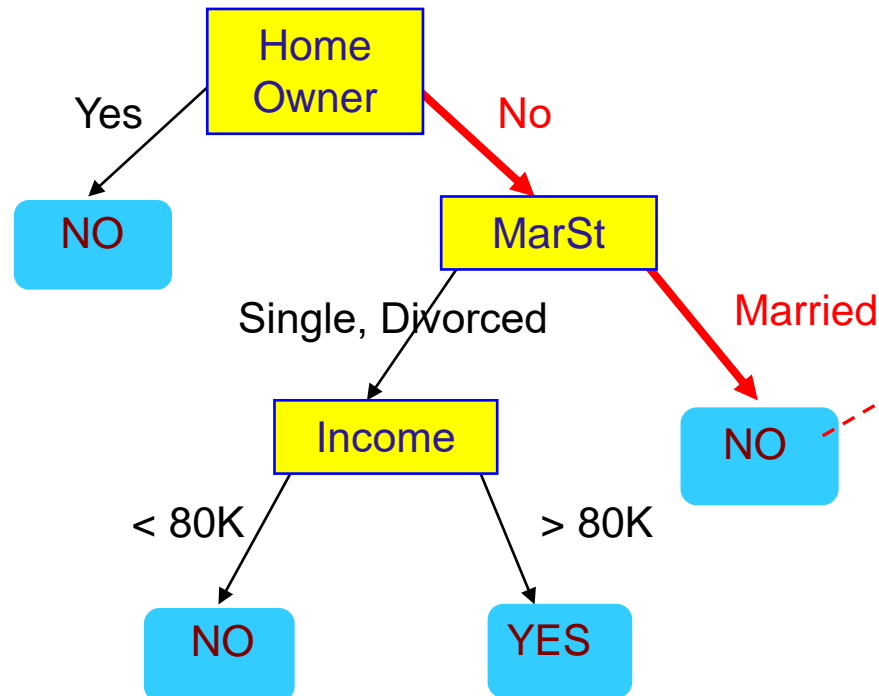 Home
Owner
Yes
No
NO
MarSt
Single, Divorced
Married
Income
NO
< 80K
> 80K
NO
YES